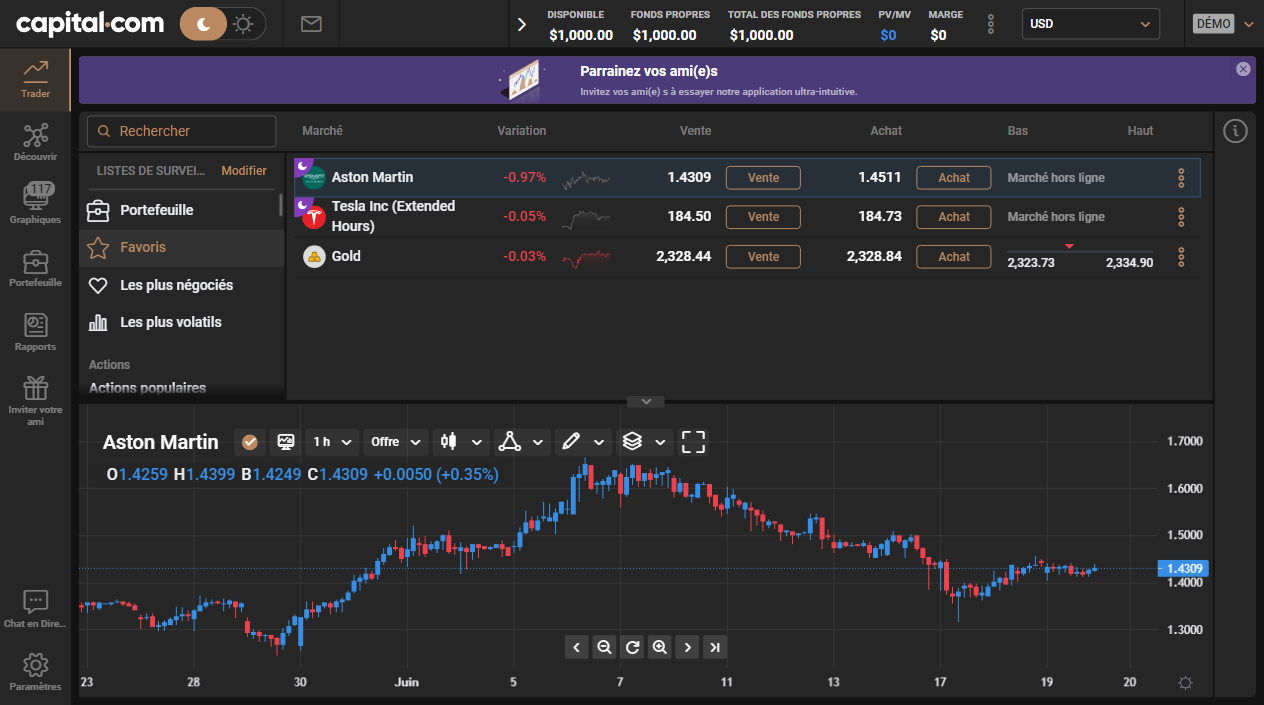 capital.com
DISPONIBLE FONDS PROPRES TOTAL DES FONDS PROPRES PV/MV MARGE
$1,000.00 $1,000.00 $1,000.00 $0 $0
USD
DÉMO
Trader
Découvrir
117
Graphiques
Portefeuille
Rapports
Inviter votre
ami
Chat en Dire...
Paramètres
Parrainez vos ami(e)s
Invitez vos ami(e) s à essayer notre application ultra-intuitive.
Rechercher
LISTES DE SURVEI... Modifier
Portefeuille
Favoris
Les plus négociés
Les plus volatils
Actions
Actions populaires
Marché Variation Vente Achat Bas Haut
Aston Martin -0.97% 1.4309 Vente 1.4511 Achat Marché hors ligne
Tesla Inc (Extended
Hours) -0.05% 184.50 Vente 184.73 Achat Marché hors ligne
Gold -0.03% 2,328.44 Vente 2,328.84 Achat 2,323.73 2,334.90
Aston Martin 1 h Offre
O1.4259 H1.4399 B1.4249 C1.4309 +0.0050 (+0.35%)
1.7000
1.6000
1.5000
1.4309
1.4000
1.3000
23 28 30 Juin 5 7 11 13 17 19 20